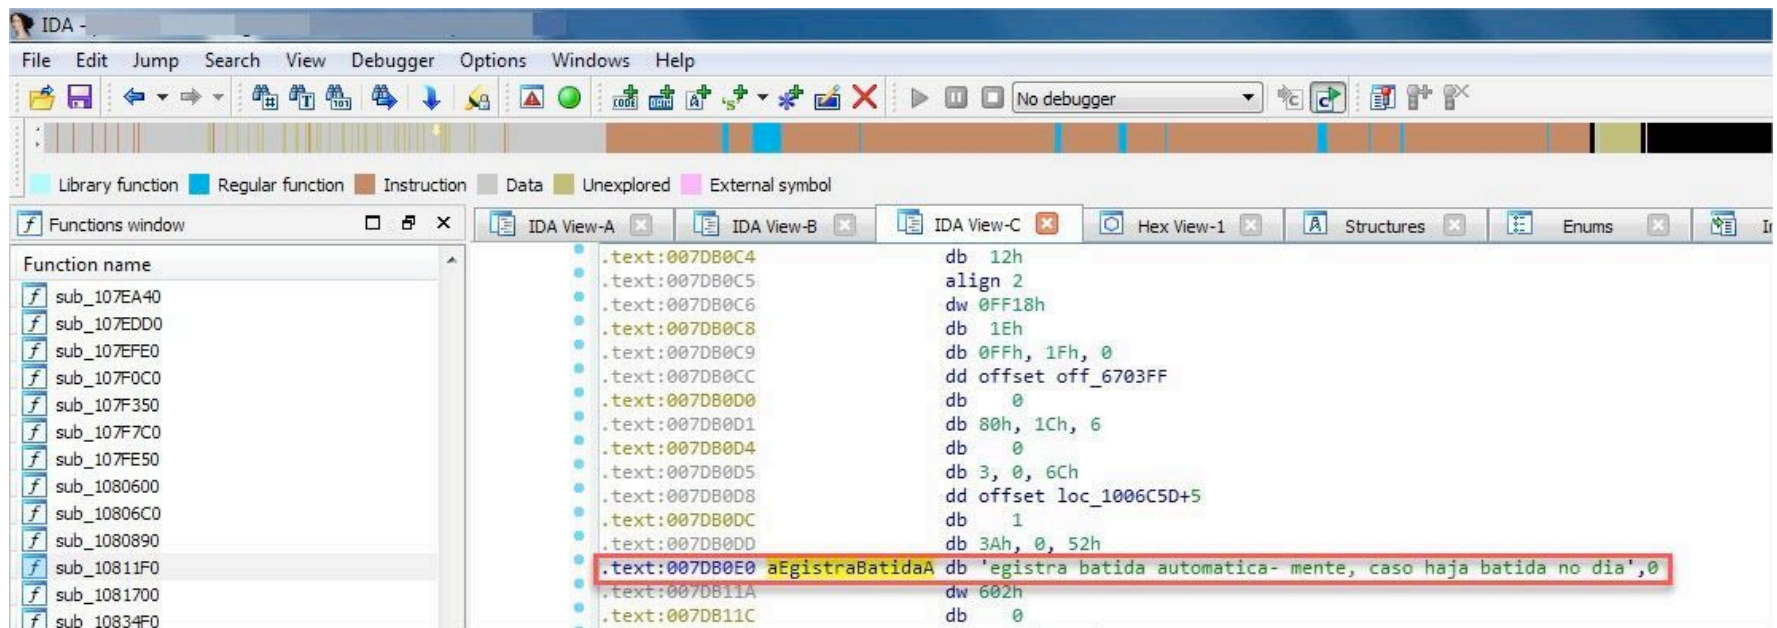 IDA -
File Edit Jump Search View Debugger Options Windows Help
No debugger
Library function Regular function Instruction Data Unexplored External symbol
Functions window IDA View-A IDA View-B IDA View-C Hex View-1 Structures Enums
Function name
sub_107EA40
sub_107EDD0
sub_107EFE0
sub_107F0C0
sub_107F350
sub_107F7C0
sub_107FE50
sub_1080600
sub_10806C0
sub_1080890
sub_10811F0
sub_1081700
sub_10834F0
.text:007DB0C4 db 12h
.text:007DB0C5 align 2
.text:007DB0C6 dw 0FF18h
.text:007DB0C8 db 1Eh
.text:007DB0C9 db 0FFh, 1Fh, 0
.text:007DB0CC dd offset off_6703FF
.text:007DB0D0 db 0
.text:007DB0D1 db 80h, 1Ch, 6
.text:007DB0D4 db 0
.text:007DB0D5 db 3, 0, 6Ch
.text:007DB0D8 dd offset loc_1006C5D+5
.text:007DB0DC db 1
.text:007DB0DD db 3Ah, 0, 52h
.text:007DB0E0 aEgistraBatidaA db 'egistra batida automatica- mente, caso haja batida no dia',0
.text:007DB11A dw 602h
.text:007DB11C db 0